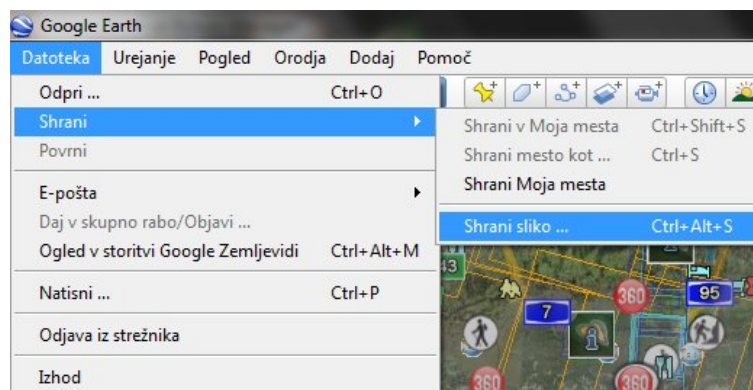 Google Earth
Datoteka Urejanje Pogled Orodja Dodaj Pomoč
Odpri ... Ctrl+O
Shrani
Povrni
E-pošta
Daj v skupno rabo/Objavi ...
Ogled v storitvi Google Zemljevidi Ctrl+Alt+M
Natisni ... Ctrl+P
Odjava iz strežnika
Izhod
Shrani v Moja mesta Ctrl+Shift+S
Shrani mesto kot ... Ctrl+S
Shrani Moja mesta
Shrani sliko ... Ctrl+Alt+S
43
360
95
7
360
360